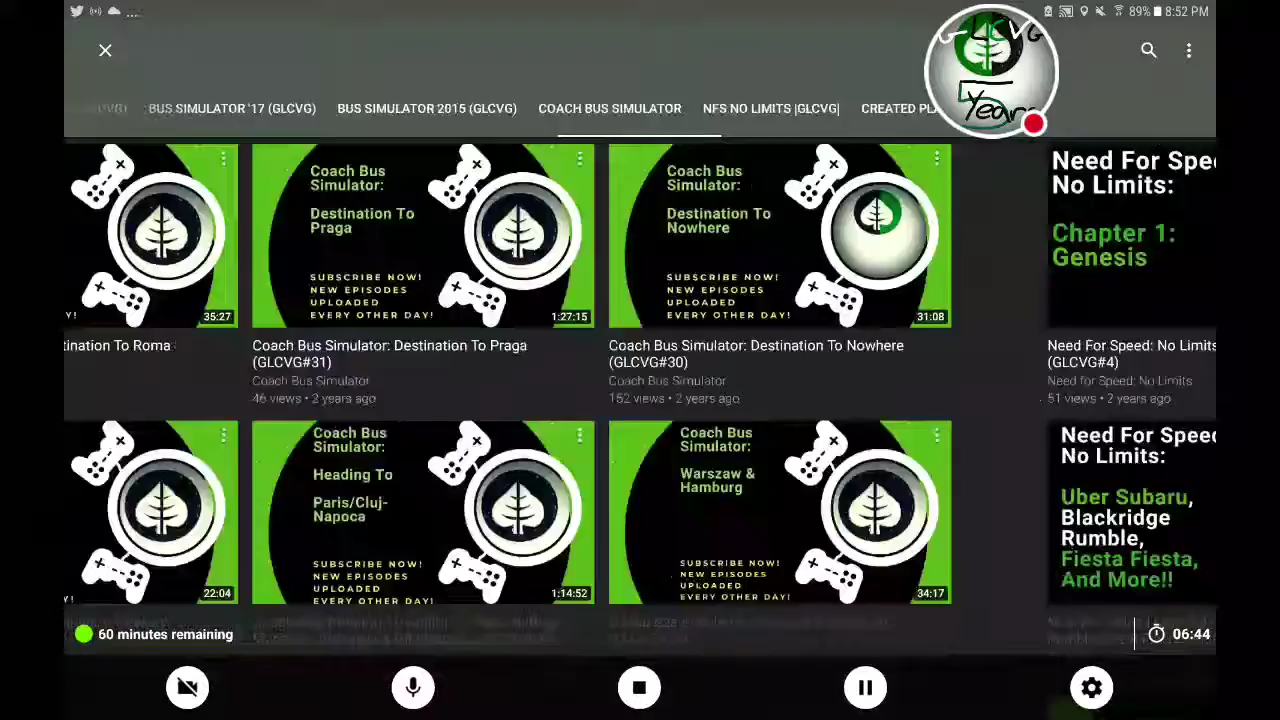 89% 8:52 PM
GLCVG
5
Years
BUS SIMULATOR '17 (GLCVG) BUS SIMULATOR 2015 (GLCVG) COACH BUS SIMULATOR NFS NO LIMITS |GLCVG| CREATED PL
Y!
35:27
tination To Roma
Coach Bus
Simulator:
Destination To
Praga
SUBSCRIBE NOW!
NEW EPISODES
UPLOADED
EVERY OTHER DAY!
1:27:15
Coach Bus Simulator: Destination To Praga
(GLCVG#31)
Coach Bus Simulator
46 views • 2 years ago
Coach Bus
Simulator:
Destination To
Nowhere
SUBSCRIBE NOW!
NEW EPISODES
UPLOADED
EVERY OTHER DAY!
31:08
Coach Bus Simulator: Destination To Nowhere
(GLCVG#30)
Coach Bus Simulator
152 views • 2 years ago
Need For Spee
No Limits:
Chapter 1:
Genesis
Need For Speed: No Limits
(GLCVG#4)
Need for Speed: No Limits
51 views • 2 years ago
22:04
Coach Bus
Simulator:
Heading To
Paris/Cluj-
Napoca
SUBSCRIBE NOW!
NEW EPISODES
UPLOADED
EVERY OTHER DAY!
1:14:52
Coach Bus
Simulator:
Warszaw &
Hamburg
SUBSCRIBE NOW!
NEW EPISODES
UPLOADED
EVERY OTHER DAY!
34:17
Need For Speed
No Limits:
Uber Subaru,
Blackridge
Rumble,
Fiesta Fiesta,
And More!!
60 minutes remaining
06:44